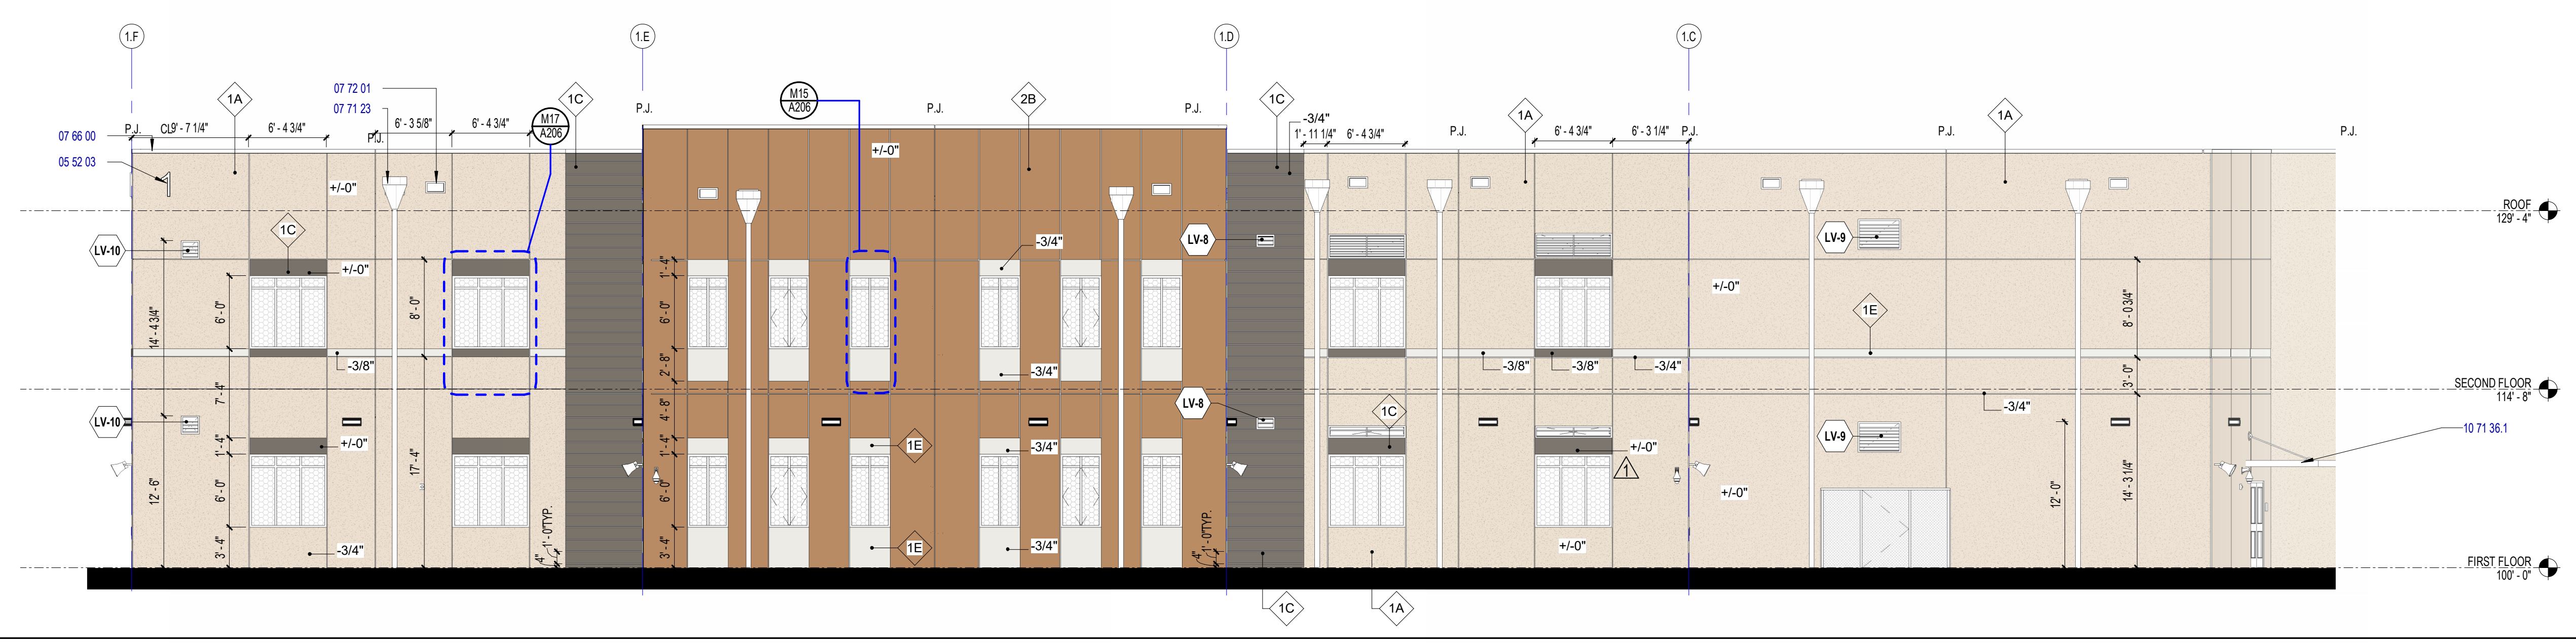 1.F
1.E
1.D
1.C
07 72 01
07 71 23
1A
1C
M17
A206
M15
A206
2B
1C
1A
1A
P.J.
P.J.
P.J.
P.J.
-3/4"
07 66 00
P.J.
CL
9' - 7 1/4"
6' - 4 3/4"
P.J.
6' - 3 5/8"
6' - 4 3/4"
1' - 11 1/4"
6' - 4 3/4"
P.J.
6' - 4 3/4"
6' - 3 1/4"
P.J.
P.J.
P.J.
05 52 03
+/-0"
+/-0"
ROOF
129' - 4"
1C
LV-10
LV-8
LV-9
-3/4"
+/-0"
+/-0"
14' - 4 3/4"
6' - 0"
8' - 0"
1' - 4"
6' - 0"
2' - 8"
1E
8' - 0 3/4"
-3/8"
-3/4"
-3/8"
-3/8"
-3/4"
3' - 0"
SECOND FLOOR
114' - 8"
7' - 4"
4' - 8"
LV-8
1C
-3/4"
LV-10
10 71 36.1
LV-9
+/-0"
1' - 4"
1' - 4"
1E
-3/4"
+/-0"
1
12' - 6"
6' - 0"
17' - 4"
6' - 0"
+/-0"
12' - 0"
14' - 3 1/4"
3' - 4"
-3/4"
4"
1' - 0"TYP.
3' - 4"
1E
-3/4"
4"
1' - 0"TYP.
+/-0"
FIRST FLOOR
100' - 0"
1C
1A